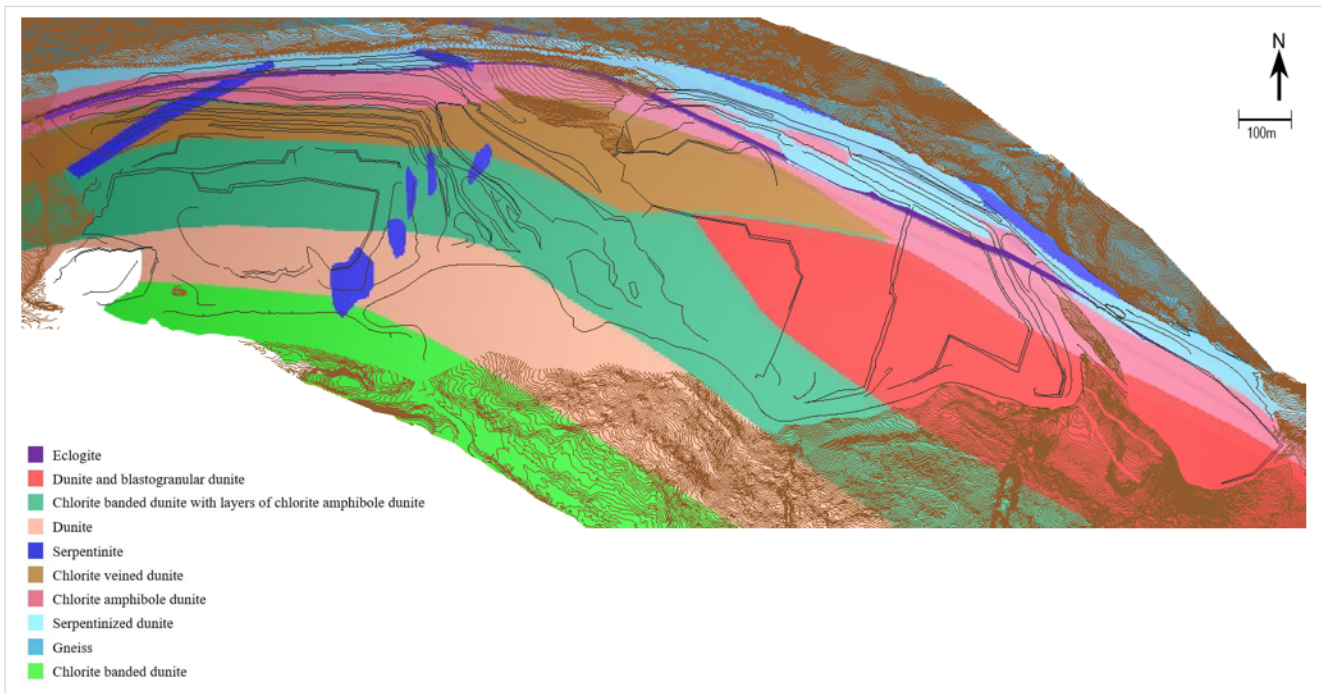 N
100m
Eclogite
Dunite and blastogranular dunite
Chlorite banded dunite with layers of chlorite amphibole dunite
Dunite
Serpentinite
Chlorite veined dunite
Chlorite amphibole dunite
Serpentinized dunite
Gneiss
Chlorite banded dunite